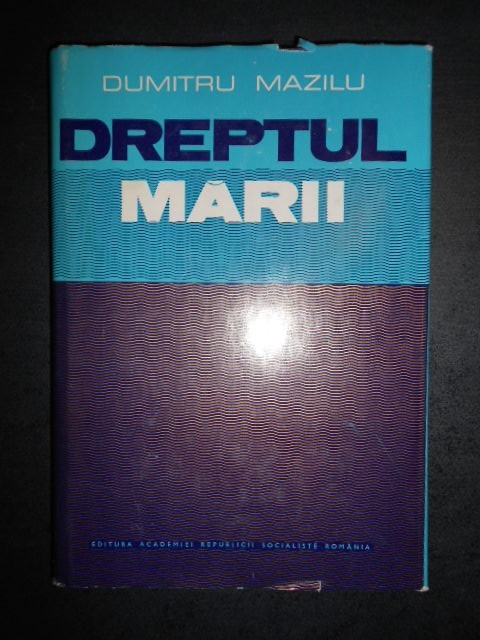 DUMITRU MAZILU
DREPTUL
MĂRII
EDITURA ACADEMIEI REPUBLICII SOCIALISTE ROMÂNIA